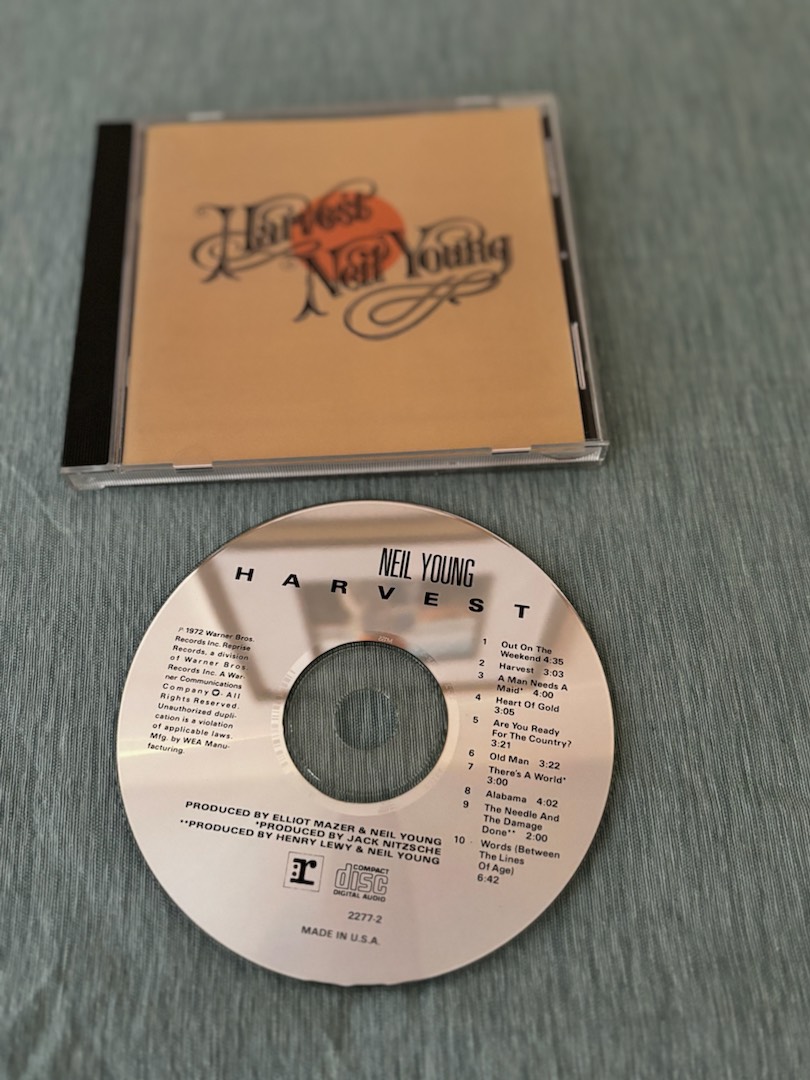 Harvest
Neil Young
NEIL YOUNG
HARVEST
℗ 1972 Warner Bros.
Records Inc. Reprise
Records, a division
of Warner Bros.
Records Inc. A War-
ner Communications
Company. All
Rights Reserved.
Unauthorized dupli-
cation is a violation
of applicable laws.
Mfg. by WEA Manu-
facturing.
1 Out On The
Weekend 4:35
2 Harvest 3:03
3 A Man Needs A
Maid* 4:00
4 Heart Of Gold
3:05
5 Are You Ready
For The Country?
3:21
6 Old Man 3:22
7 There's A World*
3:00
8 Alabama 4:02
9 The Needle And
The Damage
Done** 2:00
10 Words (Between
The Lines
Of Age)
6:42
PRODUCED BY ELLIOT MAZER & NEIL YOUNG
*PRODUCED BY JACK NITZSCHE
**PRODUCED BY HENRY LEWY & NEIL YOUNG
r
COMPACT
disc
DIGITAL AUDIO
2277-2
MADE IN U.S.A.